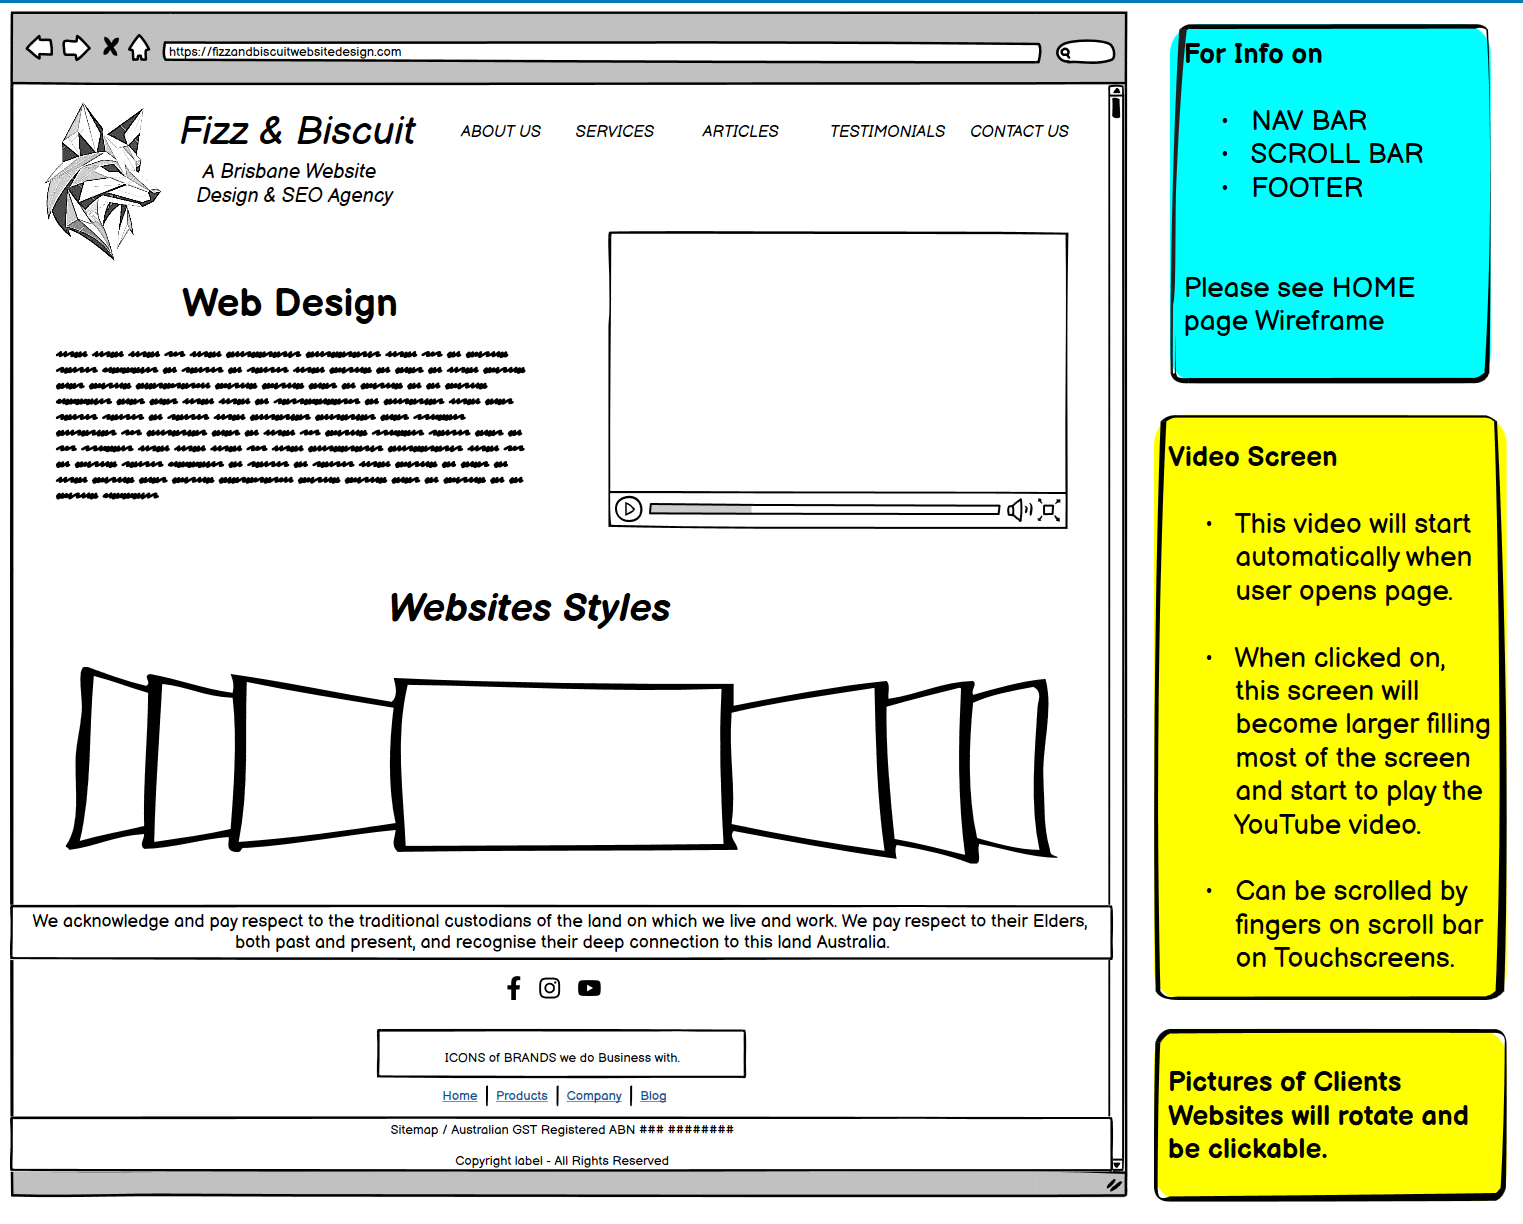 https://fizzandbiscuitwebsitedesign.com
Fizz & Biscuit
A Brisbane Website
Design & SEO Agency
ABOUT US
SERVICES
ARTICLES
TESTIMONIALS
CONTACT US
Web Design
Websites Styles
We acknowledge and pay respect to the traditional custodians of the land on which we live and work. We pay respect to their Elders,
both past and present, and recognise their deep connection to this land Australia.
ICONS of BRANDS we do Business with.
Home | Products | Company | Blog
Sitemap / Australian GST Registered ABN ### ########
Copyright label - All Rights Reserved
For Info on
• NAV BAR
• SCROLL BAR
• FOOTER
Please see HOME
page Wireframe
Video Screen
• This video will start
automatically when
user opens page.
• When clicked on,
this screen will
become larger filling
most of the screen
and start to play the
YouTube video.
• Can be scrolled by
fingers on scroll bar
on Touchscreens.
Pictures of Clients
Websites will rotate and
be clickable.